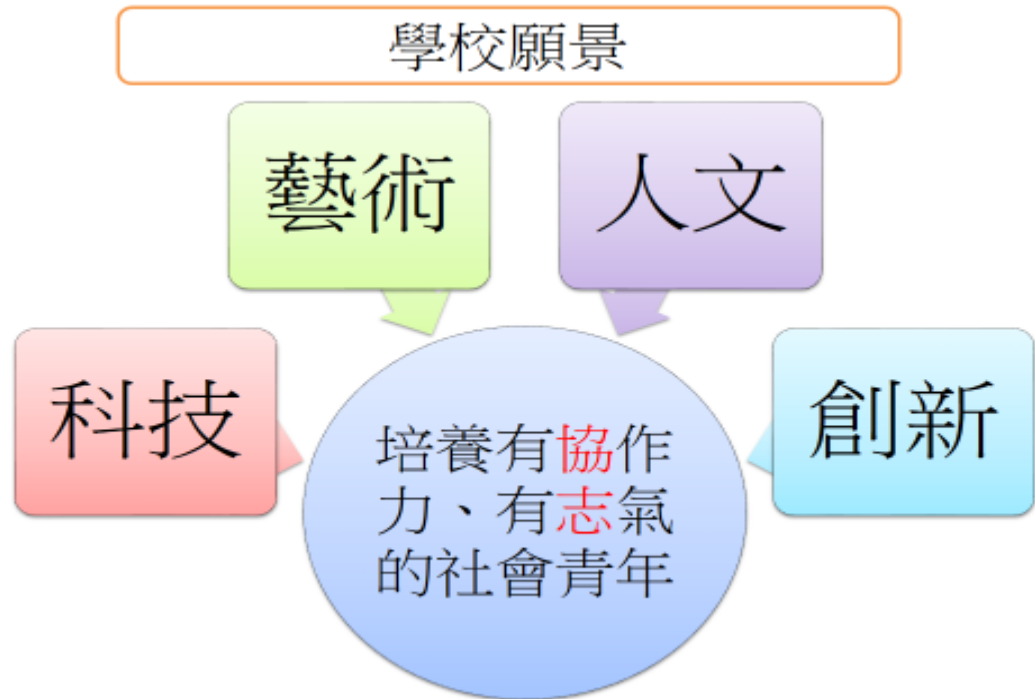 學校願景
藝術
人文
科技
創新
培養有協作
力、有志氣
的社會青年